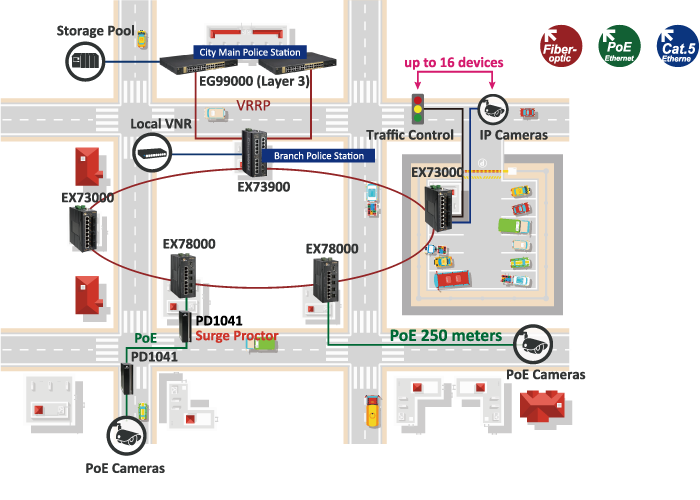 Storage Pool
City Main Police Station
EG99000 (Layer 3)
VRRP
Local VNR
Branch Police Station
EX73900
up to 16 devices
Traffic Control
IP Cameras
Fiber-
optic
PoE
Ethernet
Cat.5
Etherne
EX73000
EX73000
EX78000
EX78000
PD1041
Surge Proctor
PoE
PD1041
PoE 250 meters
PoE Cameras
PoE Cameras